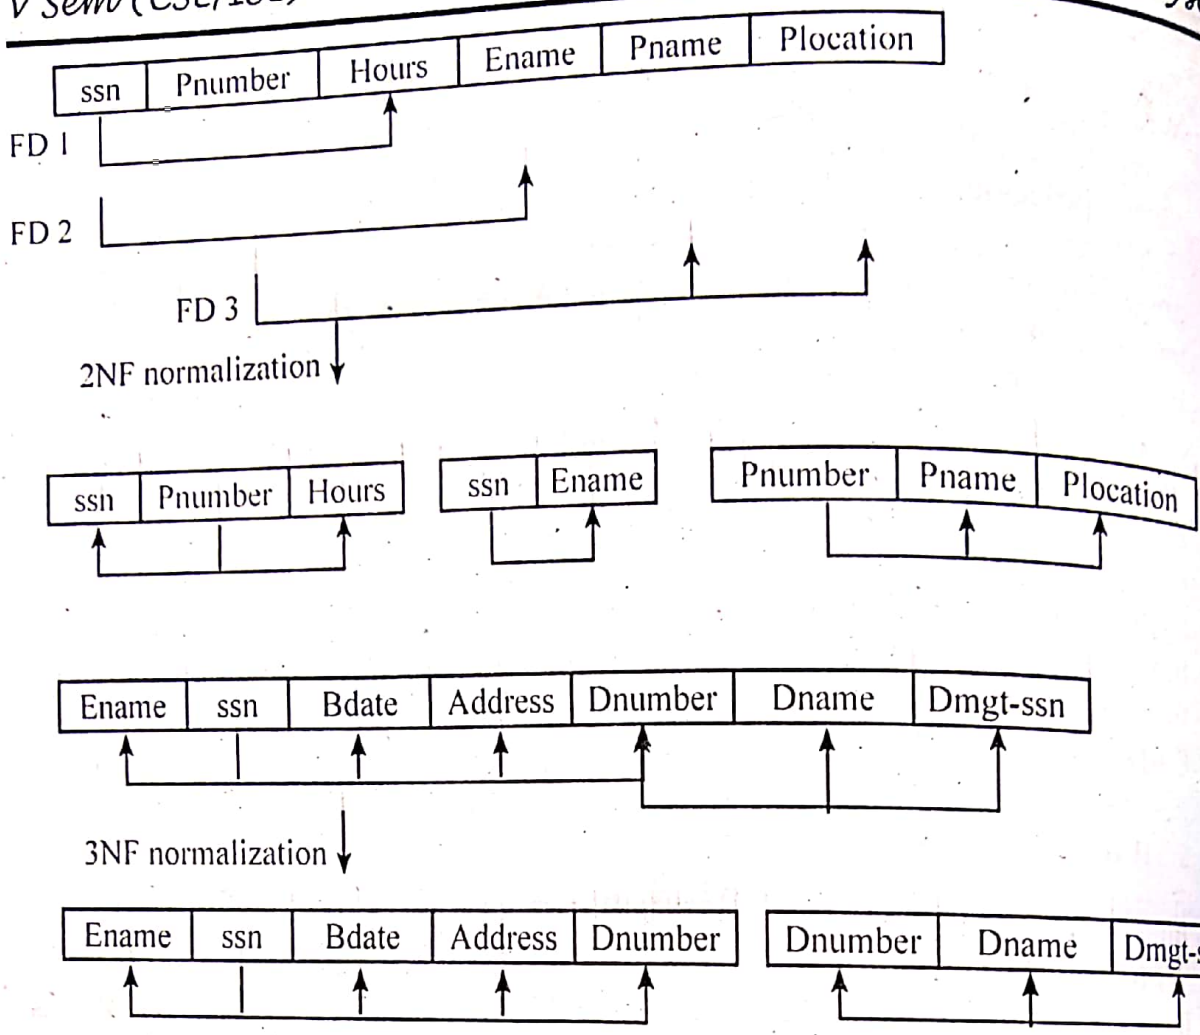 V Sem (CSE/ISE)
ssn Pnumber Hours Ename Pname Plocation
FD 1
FD 2
FD 3
2NF normalization
ssn Pnumber Hours ssn Ename Pnumber Pname Plocation
Ename ssn Bdate Address Dnumber Dname Dmgt-ssn
3NF normalization
Ename ssn Bdate Address Dnumber Dnumber Dname Dmgt-s